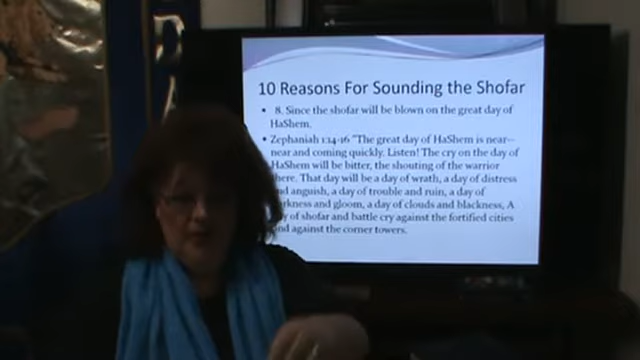 10 Reasons For Sounding the Shofar
• 8. Since the shofar will be blown on the great day of
HaShem.
• Zephaniah 1:14-16 "The great day of HaShem is near—
near and coming quickly. Listen! The cry on the day of
HaShem will be bitter, the shouting of the warrior
there. That day will be a day of wrath, a day of distress
and anguish, a day of trouble and ruin, a day of
darkness and gloom, a day of clouds and blackness, A
day of shofar and battle cry against the fortified cities
and against the corner towers.